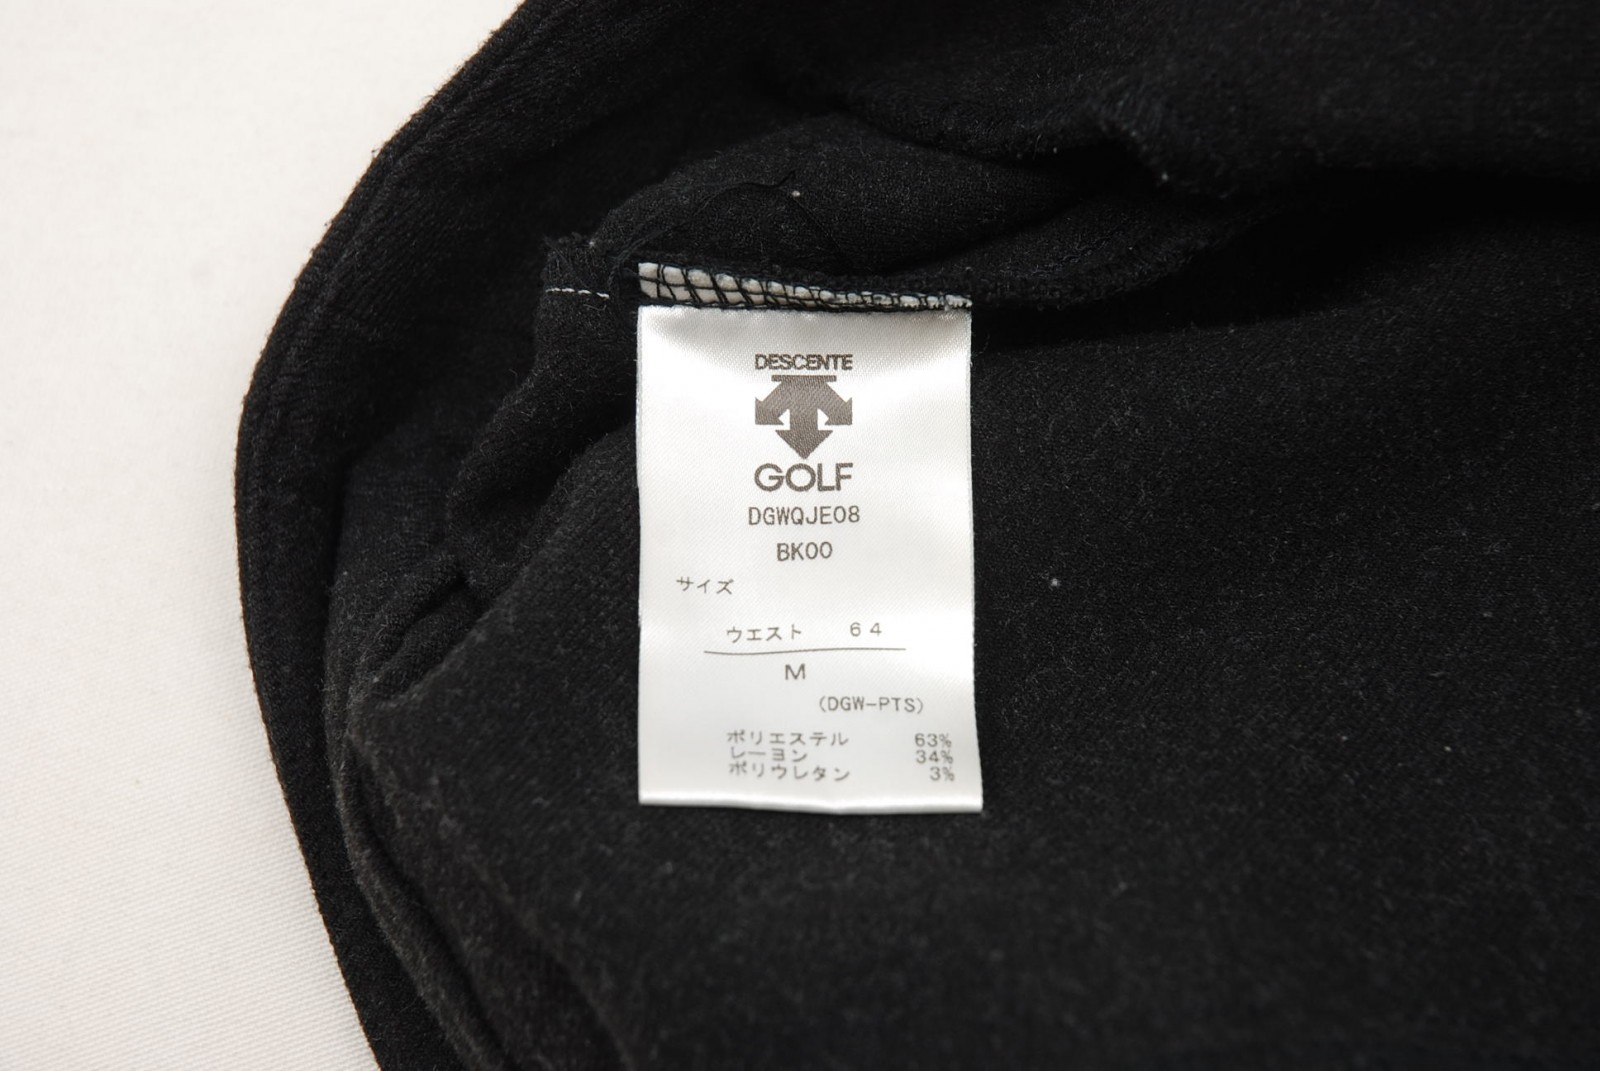 DESCENTE
GOLF
DGWQJE08
BK00
サイズ
ウエスト 64
M
(DGW-PTS)
ポリエステル 63%
レーヨン 34%
ポリウレタン 3%